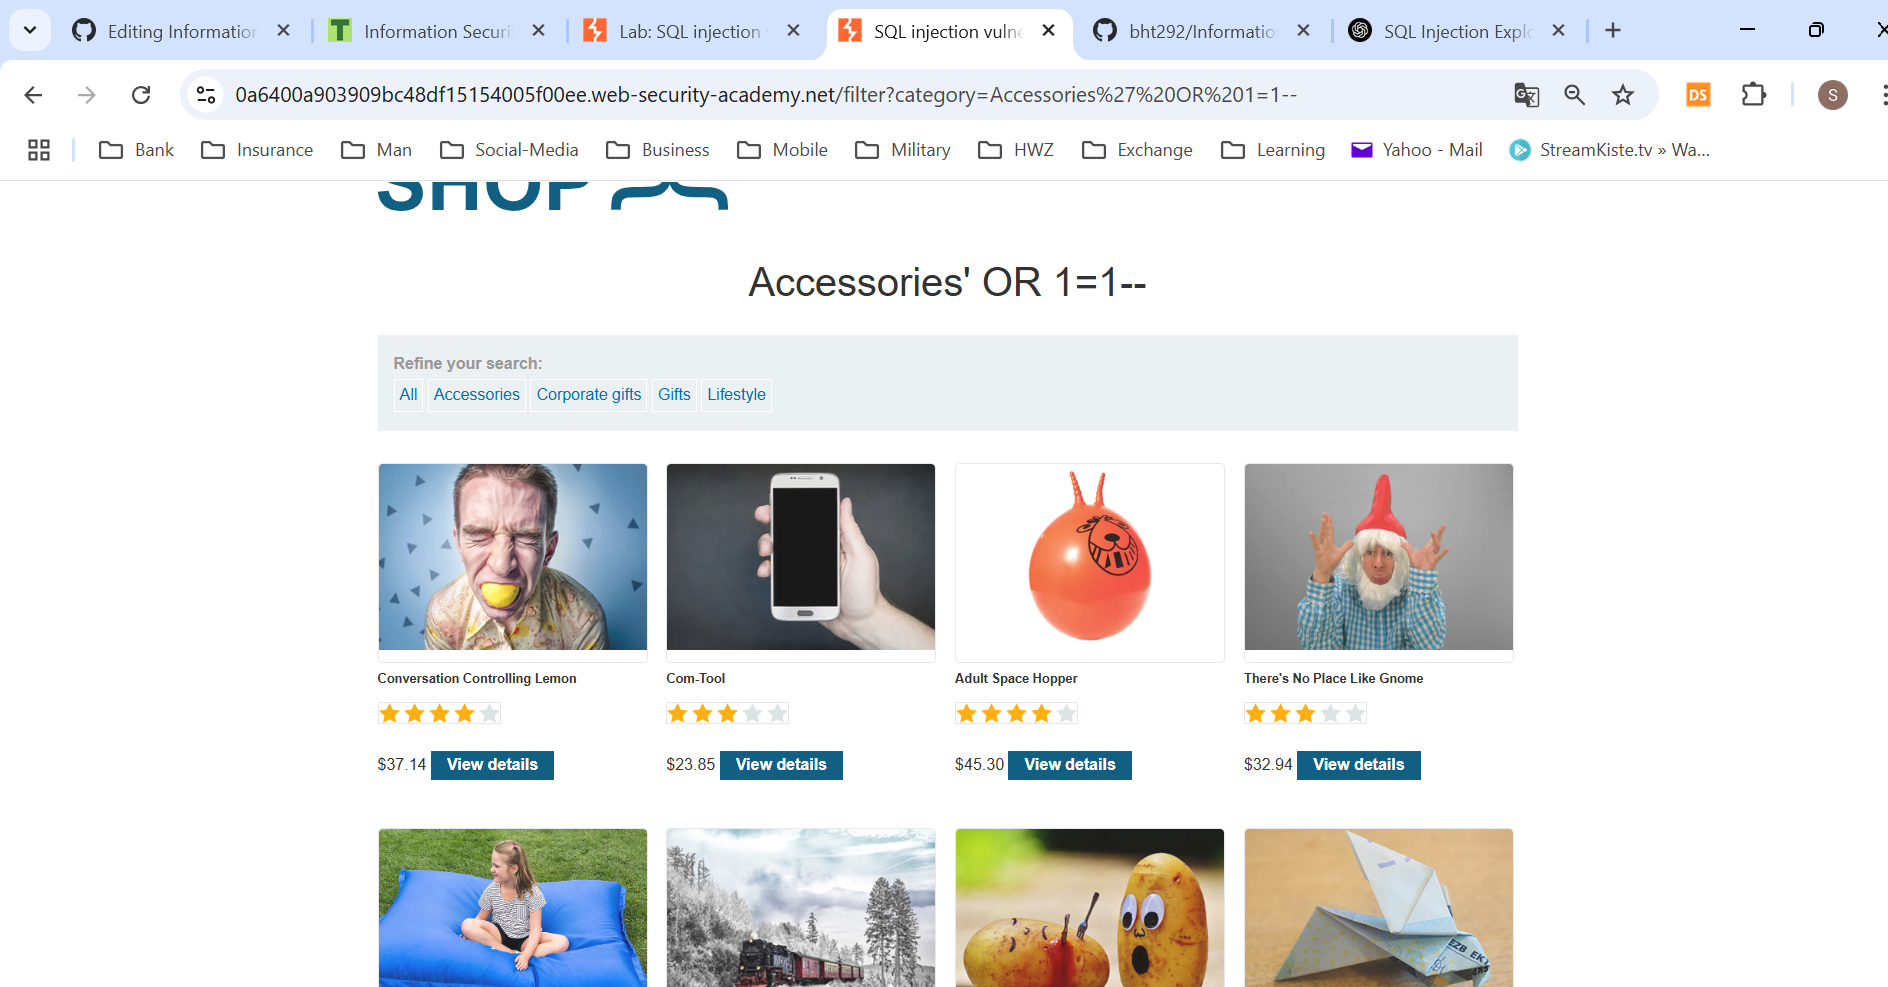 Editing Information
Information Securi
Lab: SQL injection
SQL injection vulne
bht292/Informatio
SQL Injection Explo
0a6400a903909bc48df15154005f00ee.web-security-academy.net/filter?category=Accessories%27%20OR%201=1--
DS
S
Bank
Insurance
Man
Social-Media
Business
Mobile
Military
HWZ
Exchange
Learning
Yahoo - Mail
StreamKiste.tv » Wa...
SHOP
Accessories' OR 1=1--
Refine your search:
All Accessories Corporate gifts Gifts Lifestyle
Conversation Controlling Lemon
Com-Tool
Adult Space Hopper
There's No Place Like Gnome
$37.14 View details
$23.85 View details
$45.30 View details
$32.94 View details